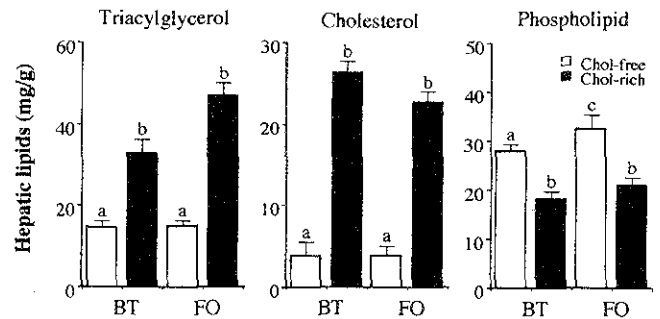 Triacylglycerol Cholesterol Phospholipid
Hepatic lipids (mg/g)
60 40 20 0
30 20 10 0
50 40 30 20 10 0
Chol-free
Chol-rich
a b a b
a b a b
a b c b
BT FO BT FO BT FO